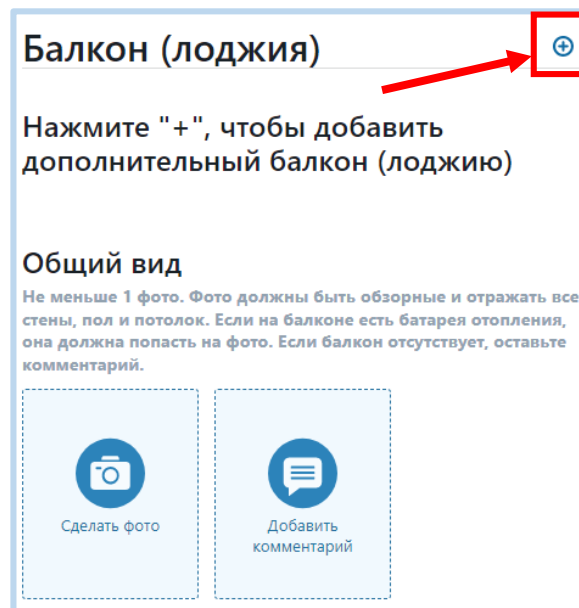 Балкон (лоджия)
Нажмите "+", чтобы добавить
дополнительный балкон (лоджию)
Общий вид
Не меньше 1 фото. Фото должны быть обзорные и отражать все
стены, пол и потолок. Если на балконе есть батарея отопления,
она должна попасть на фото. Если балкон отсутствует, оставьте
комментарий.
Сделать фото
Добавить
комментарий